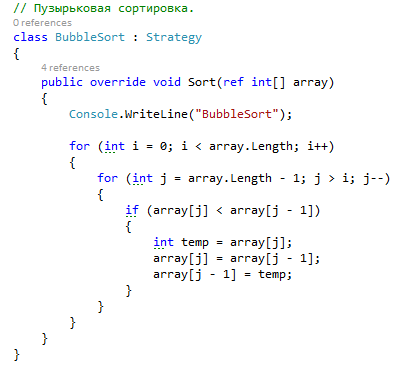 // Пузырьковая сортировка.
0 references
class BubbleSort : Strategy
{
4 references
public override void Sort(ref int[] array)
{
Console.WriteLine("BubbleSort");
for (int i = 0; i < array.Length; i++)
{
for (int j = array.Length - 1; j > i; j--)
{
if (array[j] < array[j - 1])
{
int temp = array[j];
array[j] = array[j - 1];
array[j - 1] = temp;
}
}
}
}
}